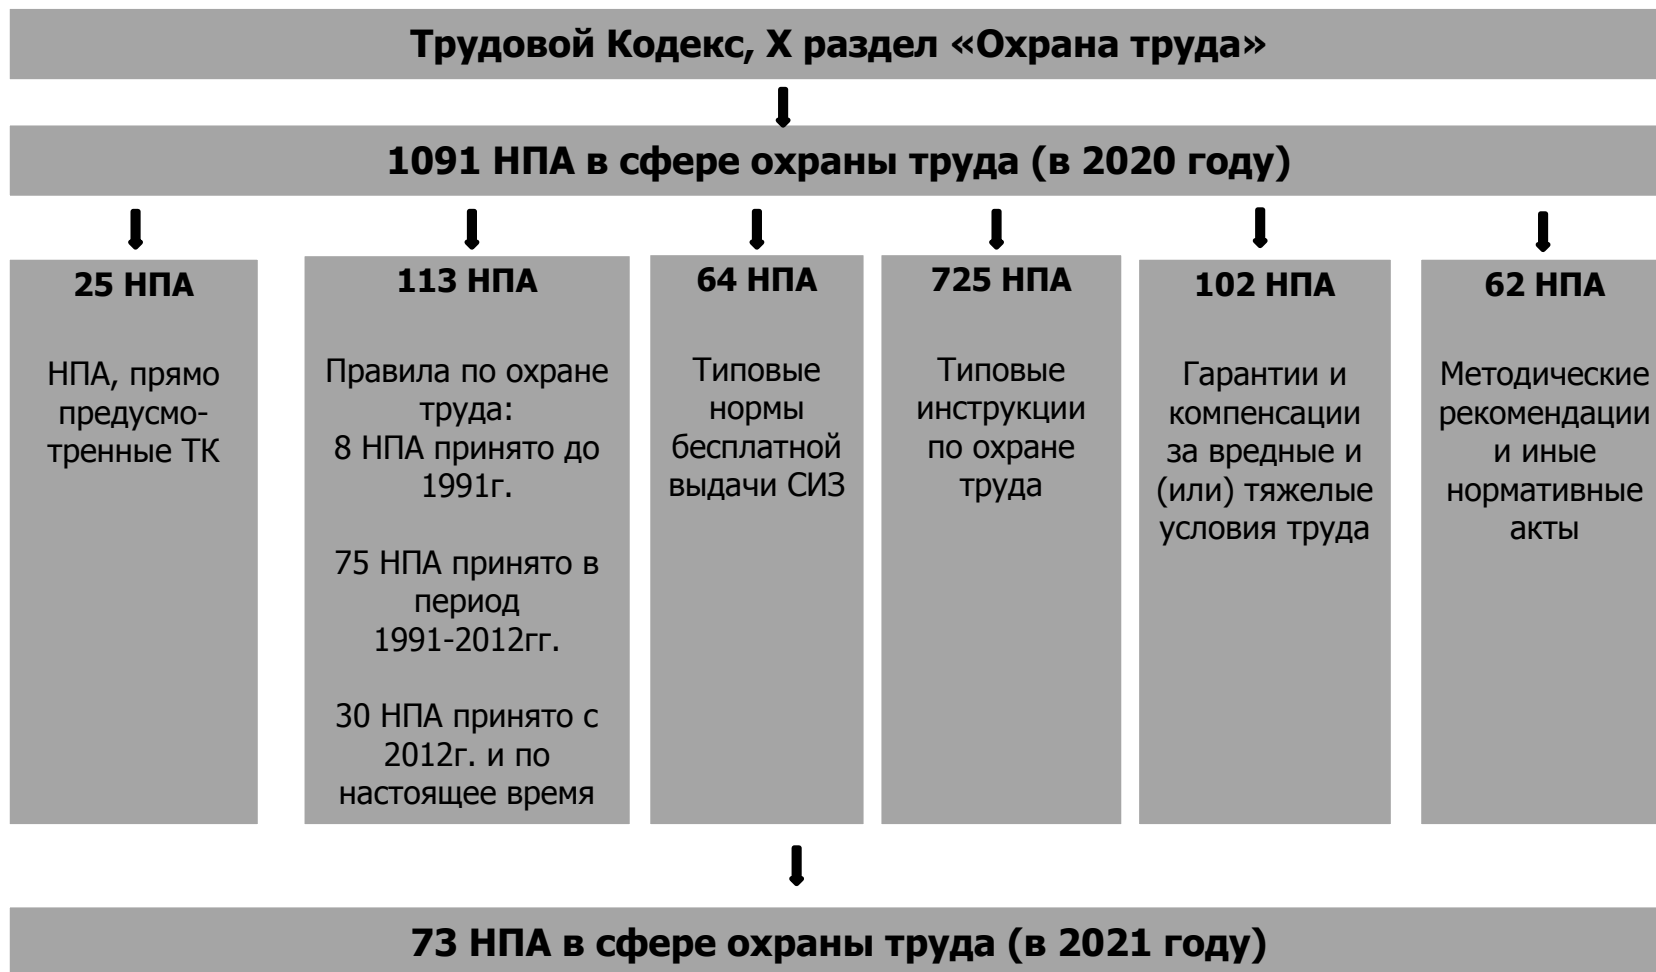 Трудовой Кодекс, X раздел «Охрана труда»
1091 НПА в сфере охраны труда (в 2020 году)
25 НПА
НПА, прямо
предусмо-
тренные ТК
113 НПА
Правила по охране
труда:
8 НПА принято до
1991г.
75 НПА принято в
период
1991-2012гг.
30 НПА принято с
2012г. и по
настоящее время
64 НПА
Типовые
нормы
бесплатной
выдачи СИЗ
725 НПА
Типовые
инструкции
по охране
труда
102 НПА
Гарантии и
компенсации
за вредные и
(или) тяжелые
условия труда
62 НПА
Методические
рекомендации
и иные
нормативные
акты
73 НПА в сфере охраны труда (в 2021 году)